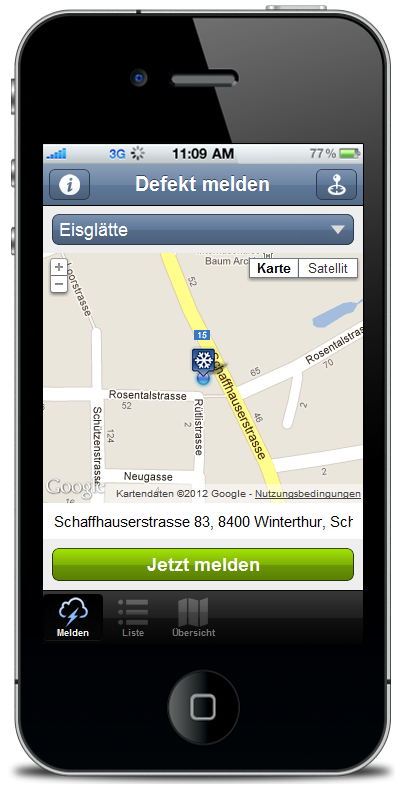 3G 11:09 AM 77%
Defekt melden
Eisglätte
Baum Arc
Karte Satellit
+
−
Loorstrasse
52
15
Rosentalstrasse
65
70
Schaffhauserstrasse
46
2
Rosentalstrasse
52
Schützenstrasse
124
Rütlistrasse
2
Neugasse
2
Google
Kartendaten ©2012 Google - Nutzungsbedingungen
Schaffhauserstrasse 83, 8400 Winterthur, Sch
Jetzt melden
Melden Liste Übersicht